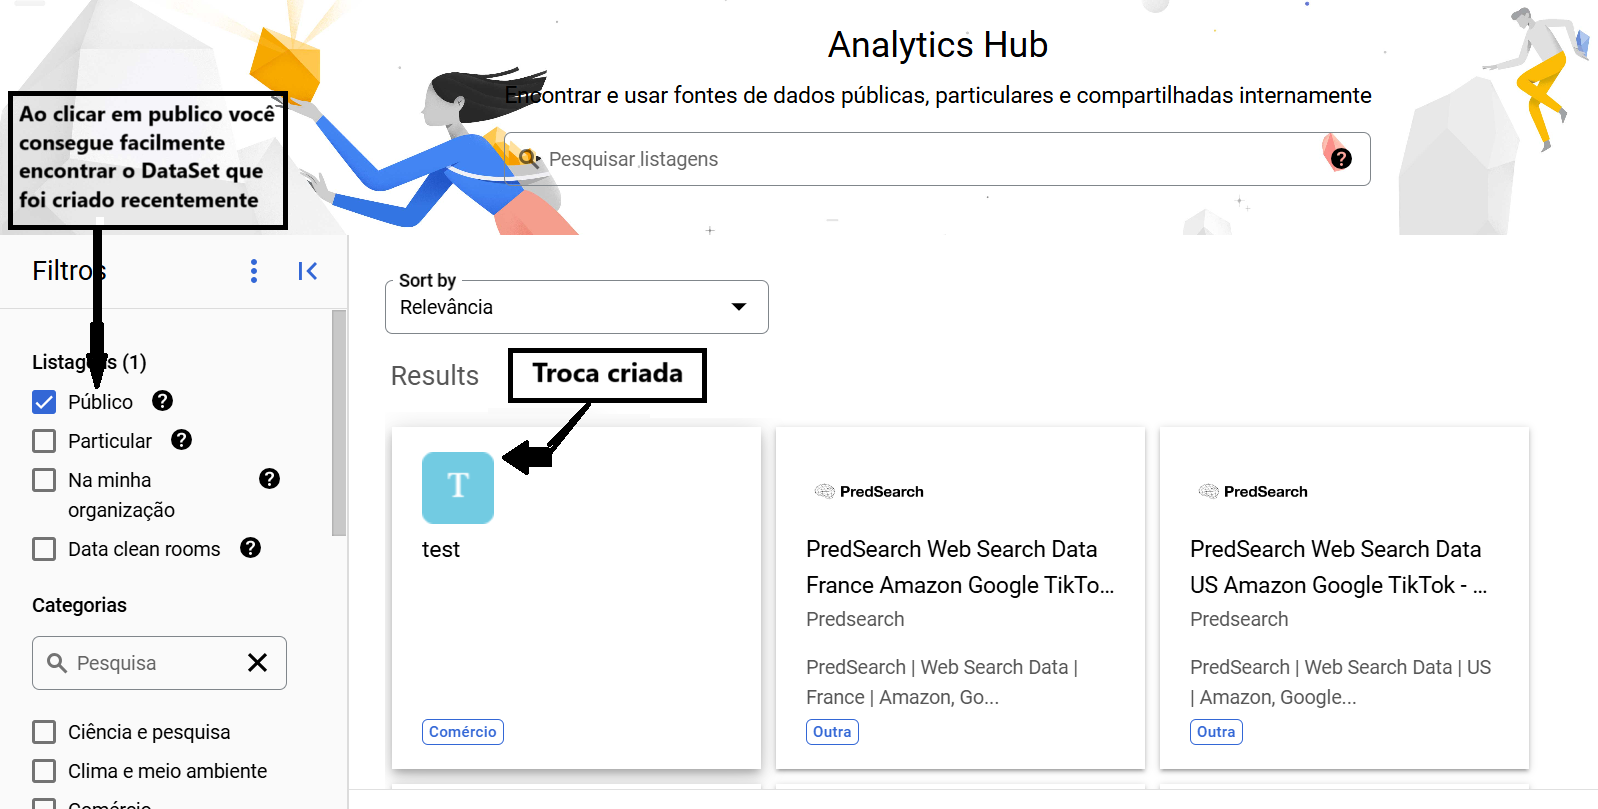 Analytics Hub
Encontrar e usar fontes de dados públicas, particulares e compartilhadas internamente
Pesquisar listagens
Ao clicar em publico você
consegue facilmente
encontrar o DataSet que
foi criado recentemente
Filtros
Listagens (1)
Público
Particular
Na minha
organização
Data clean rooms
Categorias
Pesquisa
Ciência e pesquisa
Clima e meio ambiente
Comércio
Sort by
Relevância
Results
Troca criada
T
test
Comércio
PredSearch
PredSearch Web Search Data
France Amazon Google TikTo...
Predsearch
PredSearch | Web Search Data |
France | Amazon, Go...
Outra
PredSearch
PredSearch Web Search Data
US Amazon Google TikTok - ...
Predsearch
PredSearch | Web Search Data | US
| Amazon, Google...
Outra